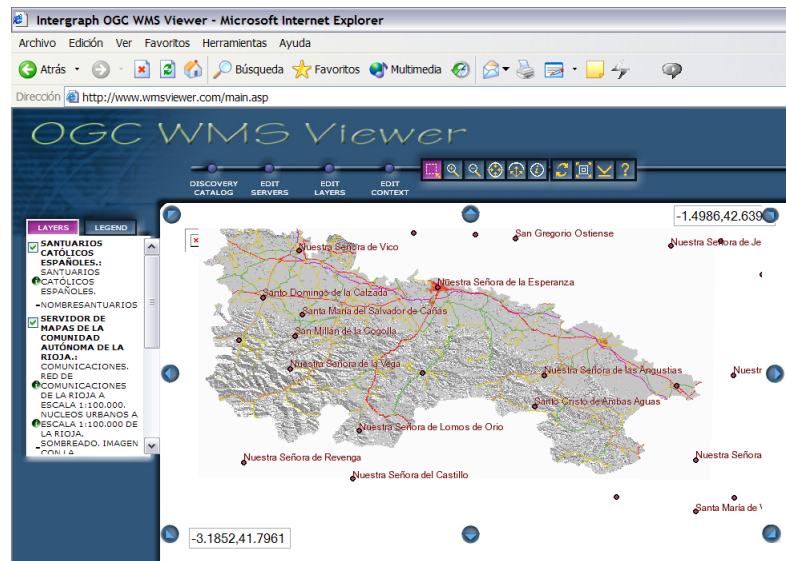 Intergraph OGC WMS Viewer - Microsoft Internet Explorer
Archivo Edición Ver Favoritos Herramientas Ayuda
Atrás Búsqueda Favoritos Multimedia
Dirección http://www.wmsviewer.com/main.asp
OGC WMS Viewer
DISCOVERY CATALOG
EDIT SERVERS
EDIT LAYERS
EDIT CONTEXT
LAYERS LEGEND
SANTUARIOS
CATÓLICOS
ESPAÑOLES.:
SANTUARIOS
CATÓLICOS
ESPAÑOLES.
NOMBRESANTUARIOS
SERVIDOR DE
MAPAS DE LA
COMUNIDAD
AUTÓNOMA DE
LA RIOJA.:
COMUNICACIONES.
RED DE
COMUNICACIONES
DE LA RIOJA A
ESCALA 1:100.000.
NUCLEOS URBANOS A
ESCALA 1:100.000 DE
LA RIOJA.
SOMBREADO. IMAGEN
CON LA
-1.4986,42.639
San Gregorio Ostiense
Nuestra Señora de Je
Nuestra Señora de Vico
Nuestra Señora de la Esperanza
Santo Domingo de la Calzada
Santa María del Salvador de Cañas
San Millán de la Cogolla
Nuestra Señora de la Vega
Nuestra Señora de las Angustias
Nuestr
Santo Cristo de Ambas Aguas
Nuestra Señora de Lomos de Orio
Nuestra Señora de Revenga
Nuestra Señora
Nuestra Señora del Castillo
Santa María de V
-3.1852,41.7961